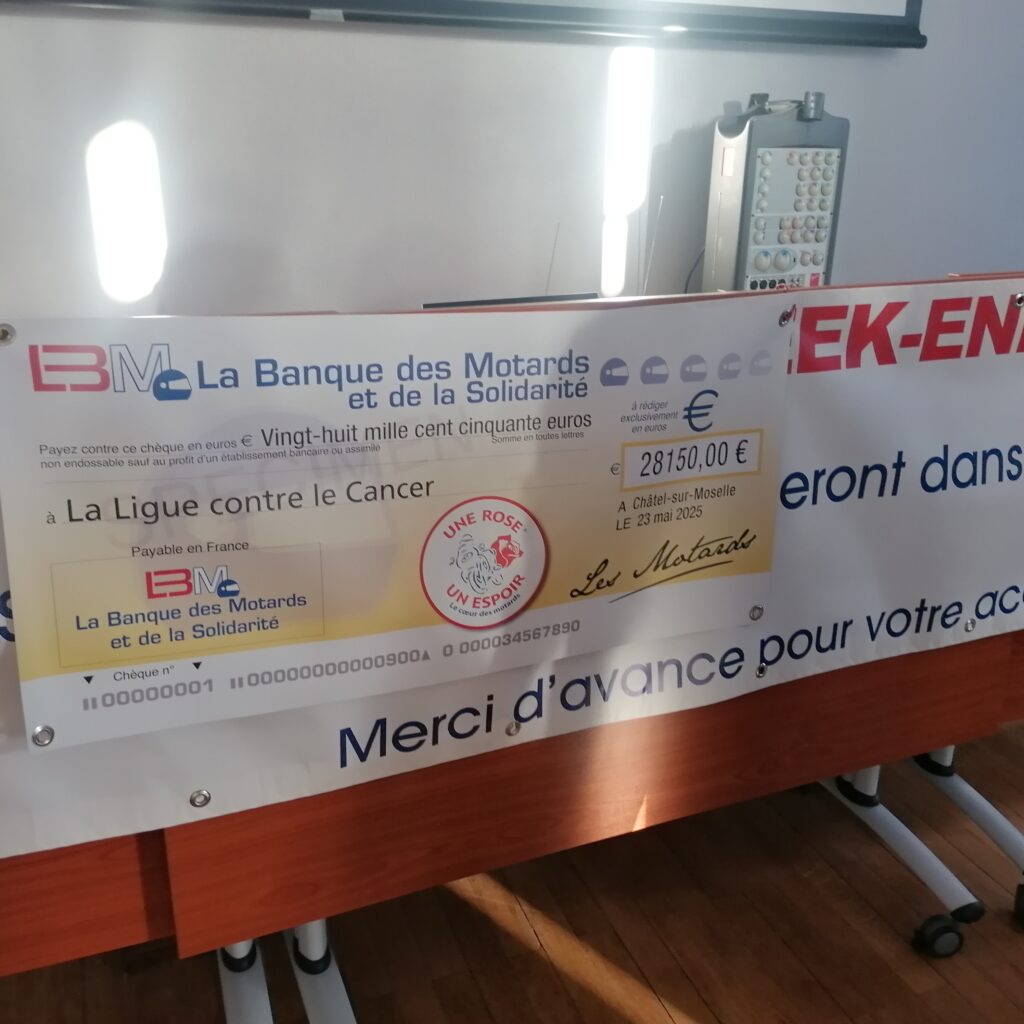 LBM La Banque des Motards
et de la Solidarité
Payez contre ce chèque en euros € Vingt-huit mille cent cinquante euros
non endossable sauf au profit d'un établissement bancaire ou assimilé
Somme en toutes lettres
à rédiger
exclusivement
en euros
€
€ 28150,00 €
SPECIMEN
à La Ligue contre le Cancer
A Châtel-sur-Moselle
LE 23 mai 2025
Les Motards
UNE ROSE
UN ESPOIR
Le cœur des motards
Payable en France
LBM
La Banque des Motards
et de la Solidarité
Chèque n°
00000001 00000000000900 0 000034567890
EK-EN
eront dans
Merci d'avance pour votre